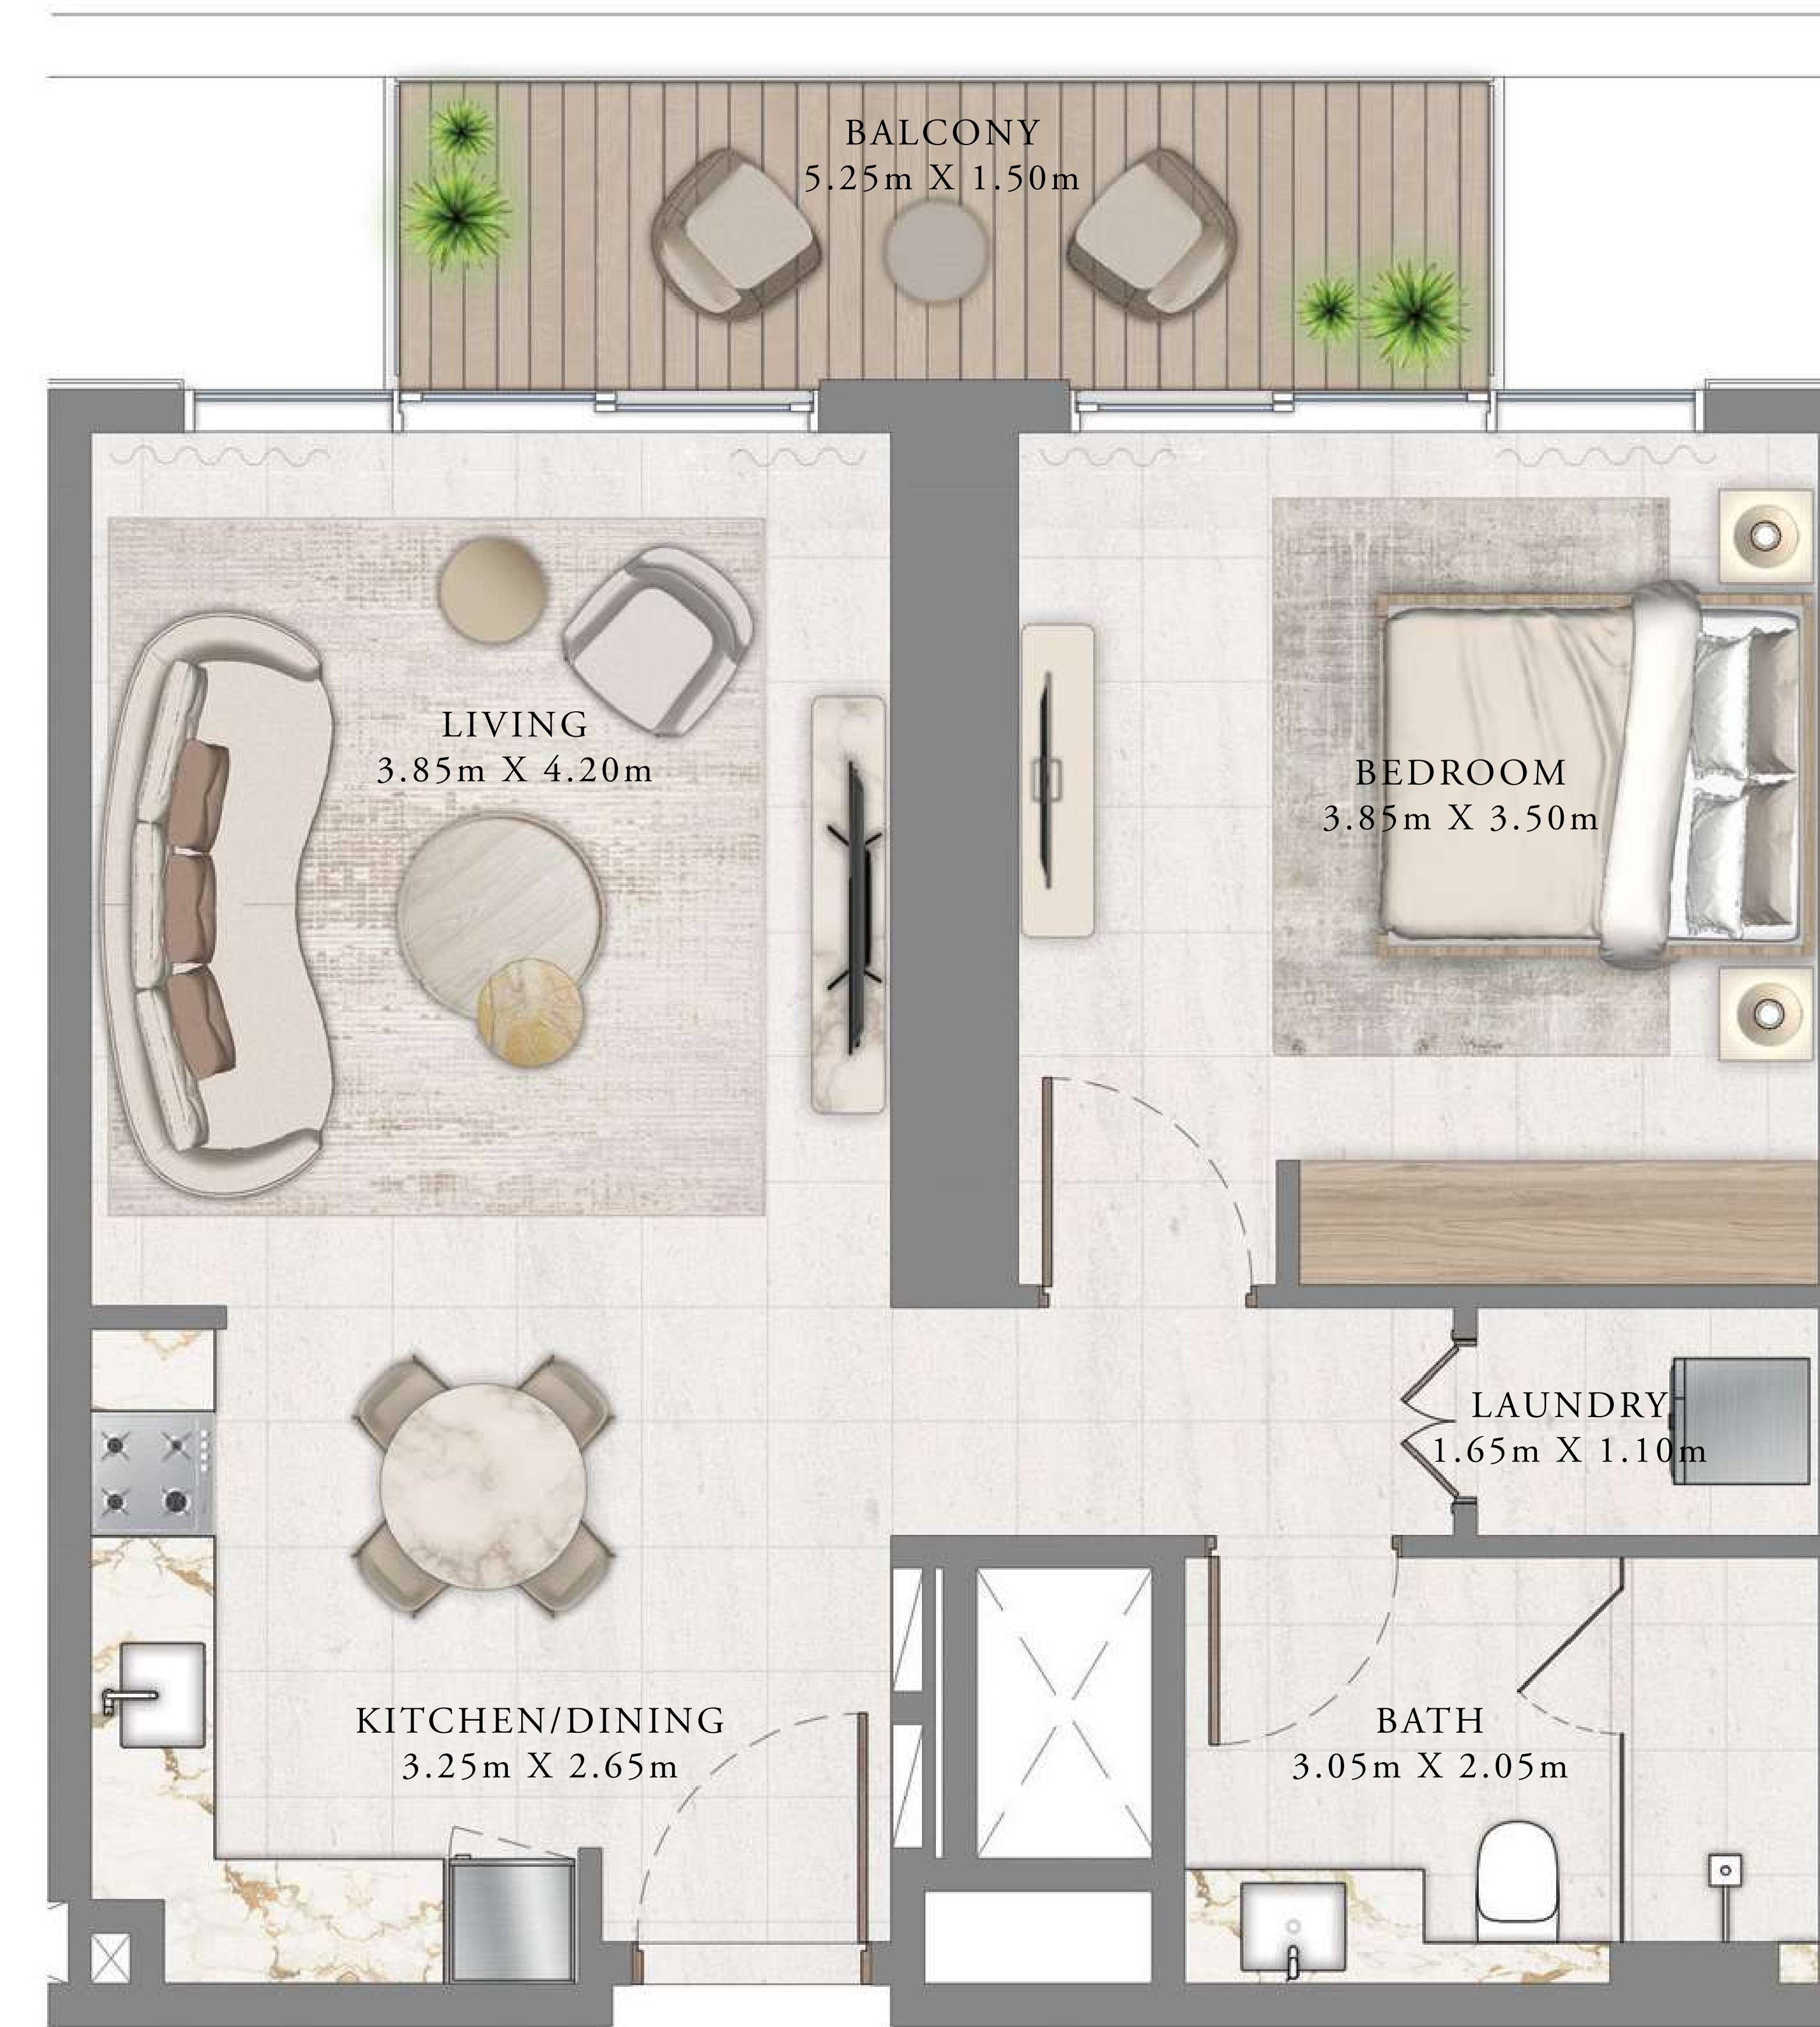 BALCONY
5.25m X 1.50m
LIVING
3.85m X 4.20m
BEDROOM
3.85m X 3.50m
LAUNDRY
1.65m X 1.10m
KITCHEN/DINING
3.25m X 2.65m
BATH
3.05m X 2.05m